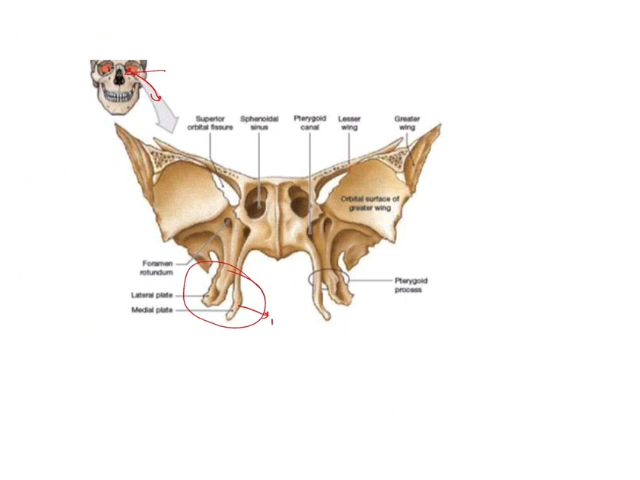 Superior
orbital fissure
Sphenoidal
sinus
Pterygoid
canal
Lesser
wing
Greater
wing
Orbital surface of
greater wing
Foramen
rotundum
Lateral plate
Medial plate
Pterygoid
process